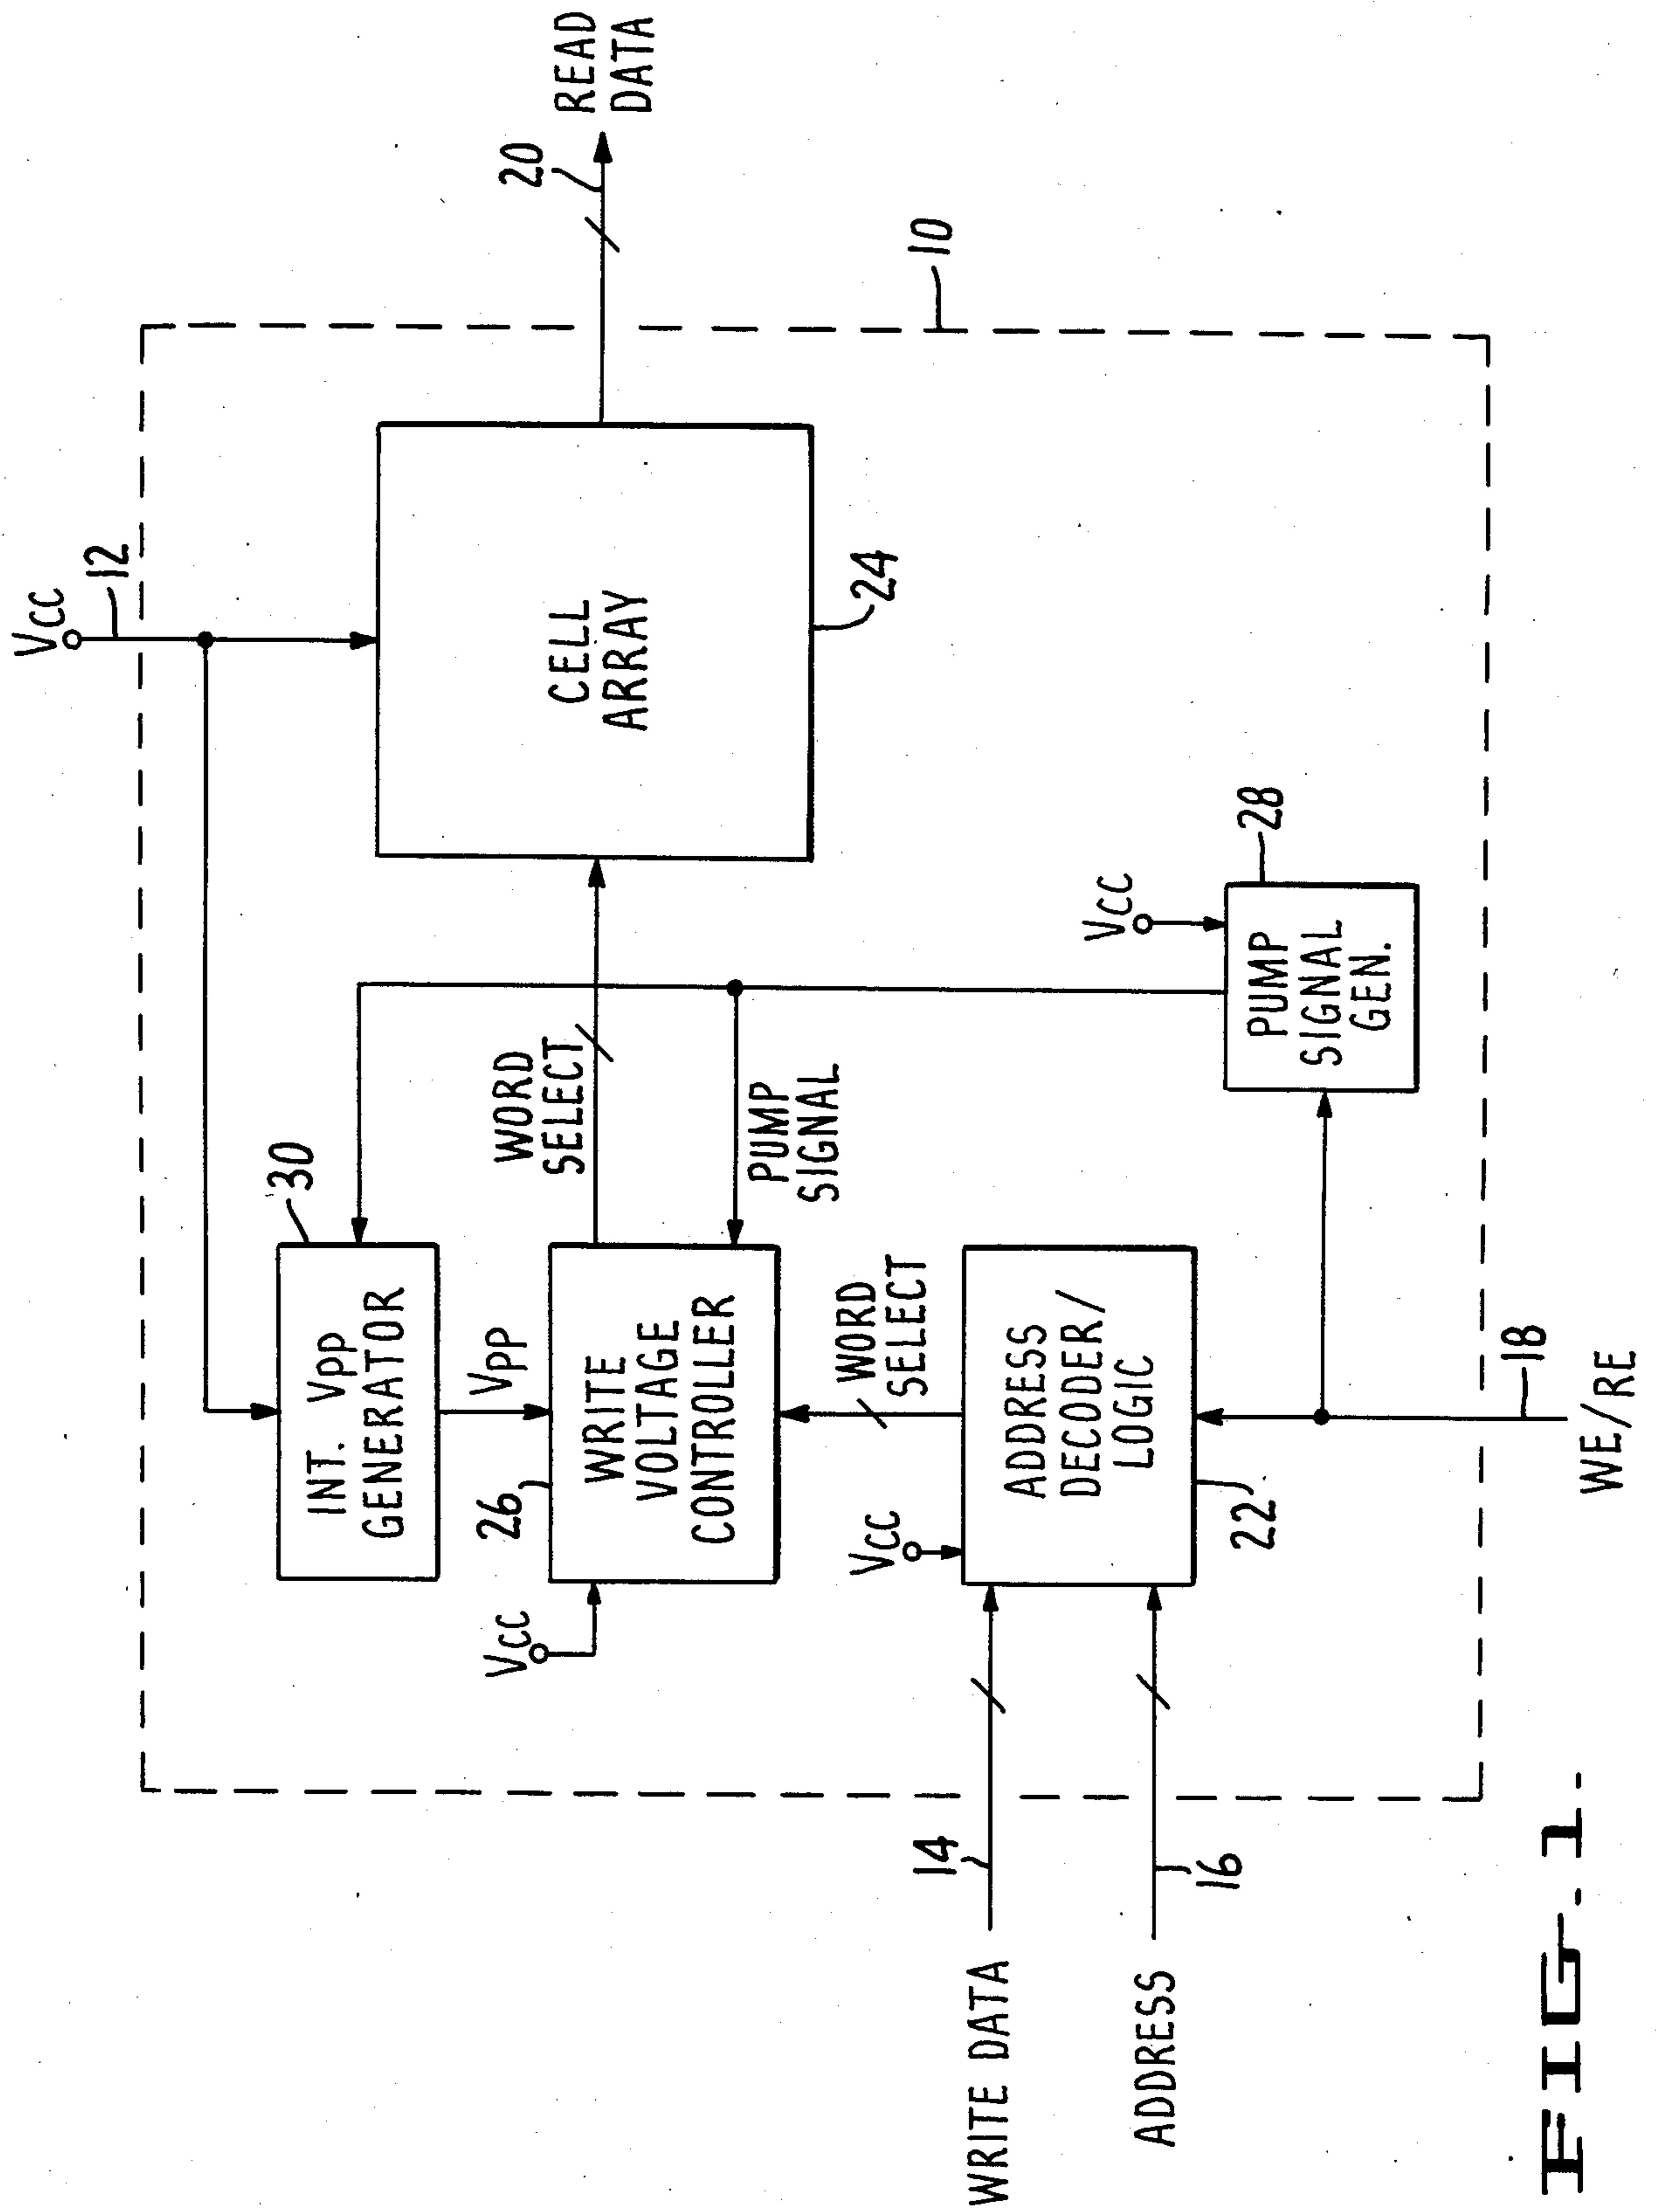 VCC
12
INT. VPP
GENERATOR
30
VPP
26
WRITE
VOLTAGE
CONTROLLER
VCC
WORD
SELECT
PUMP
SIGNAL
CELL
ARRAY
24
20
READ
DATA
10
WORD
SELECT
VCC
ADDRESS
DECODER/
LOGIC
22
14
WRITE DATA
16
ADDRESS
VCC
28
PUMP
SIGNAL
GEN.
18
WE/RE
FIG. 1.